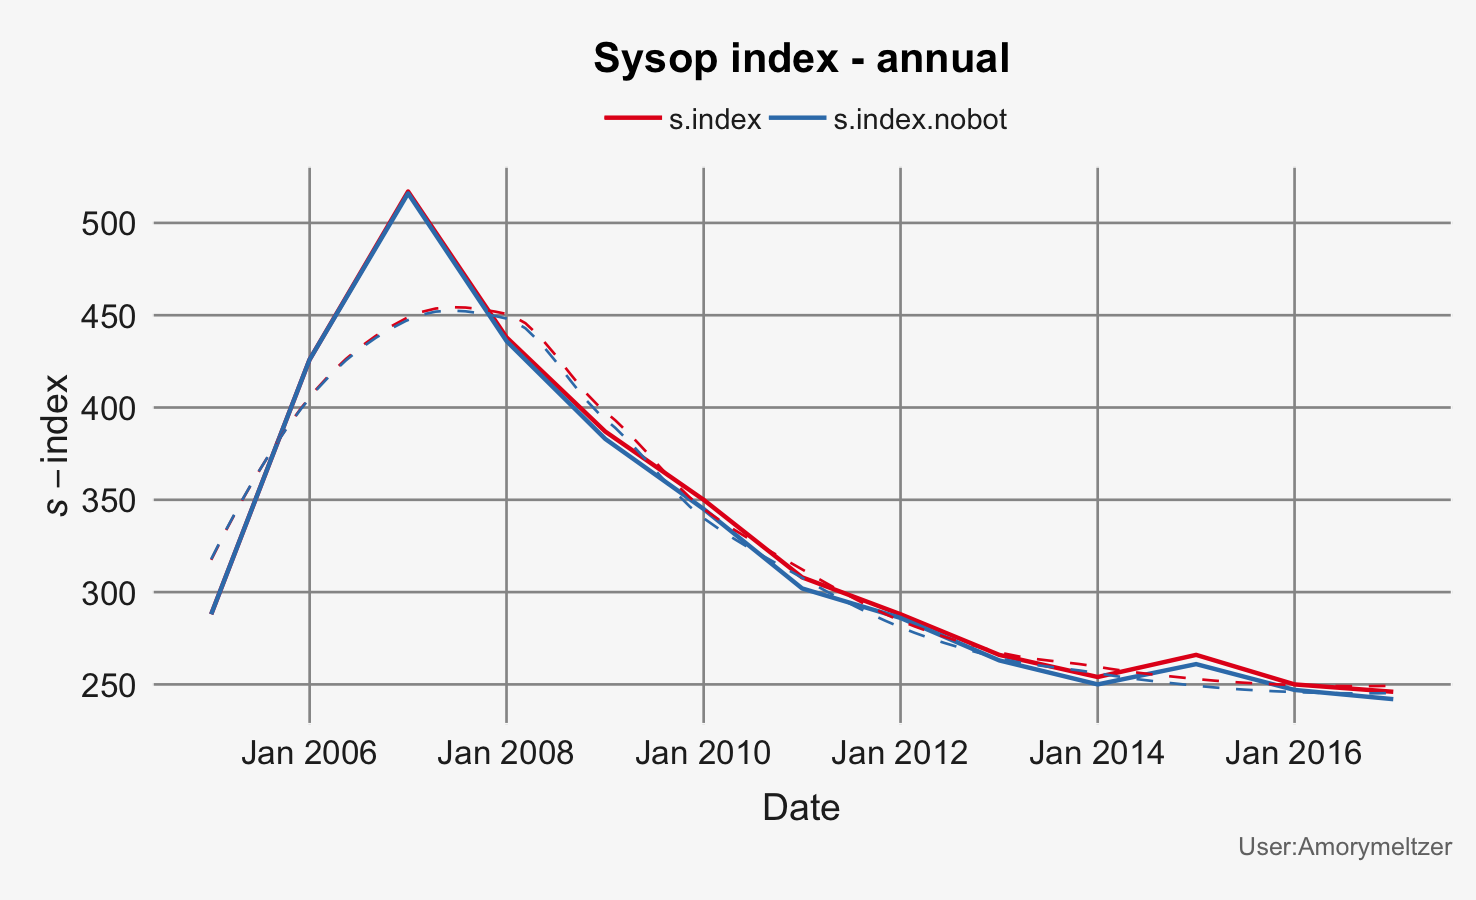 Sysop index - annual
s.index s.index.nobot
500
450
400
350
300
250
s – index
Jan 2006 Jan 2008 Jan 2010 Jan 2012 Jan 2014 Jan 2016
Date
User:Amorymeltzer